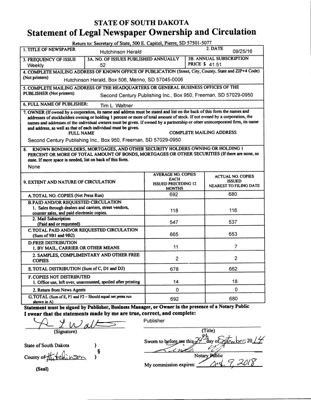 STATE OF SOUTH DAKOTA
Statement of Legal Newspaper Ownership and Circulation
Return to: Secretary of State, 500 E. Capitol, Pierre, SD 57501-5077
1. TITLE OF NEWSPAPER
Hutchinson Herald
2. DATE
09/25/16
3. FREQUENCY OF ISSUE
Weekly
3A. NO. OF ISSUES PUBLISHED ANNUALLY
52
3B. ANNUAL SUBSCRIPTION
PRICE $ 41.51
4. COMPLETE MAILING ADDRESS OF KNOWN OFFICE OF PUBLICATION (Street, City, County, State and ZIP+4 Code)
(Not printers)
Hutchinson Herald, Box 506, Menno, SD 57045-0006
5. COMPLETE MAILING ADDRESS OF THE HEADQUARTERS OR GENERAL BUSINESS OFFICES OF THE
PUBLISHER (Not printer)
Second Century Publishing Inc., Box 950, Freeman, SD 57029-0950
6. FULL NAME OF PUBLISHER:
Tim L. Waltner
7. OWNER (If owned by a corporation, its name and address must be stated and list on the back of this form the names and
addresses of stockholders owning or holding 1 percent or more of total amount of stock. If not owned by a corporation, the
names and addresses of the individual owners must be given. If owned by a partnership or other unincorporated firm, its name
and address, as well as that of each individual must be given.
FULL NAME COMPLETE MAILING ADDRESS
Second Century Publishing Inc., Box 950, Freeman, SD 57029-0950
8. KNOWN BONDHOLDERS, MORTGAGEES, AND OTHER SECURITY HOLDERS OWNING OR HOLDING 1
PERCENT OR MORE OF TOTAL AMOUNT OF BONDS, MORTGAGES OR OTHER SECURITIES (If there are none, so
state. If more space is needed, list on back of this form.
None
9. EXTENT AND NATURE OF CIRCULATION
AVERAGE NO. COPIES
EACH
ISSUED PRECEDING 12
MONTHS
ACTUAL NO. COPIES
ISSUED
NEAREST TO FILING DATE
A. TOTAL NO. COPIES (Net Press Run) 692 680
B. PAID AND/OR REQUESTED CIRCULATION
1. Sales through dealers and carriers, street vendors,
counter sales, and paid electronic copies. 118 116
2. Mail Subscription
(Paid and or requested) 547 537
C. TOTAL PAID AND/OR REQUESTED CIRCULATION
(Sum of 9B1 and 9B2) 665 653
D. FREE DISTRIBUTION
1. BY MAIL, CARRIER OR OTHER MEANS 11 7
2. SAMPLES, COMPLIMENTARY AND OTHER FREE
COPIES 2 2
E. TOTAL DISTRIBUTION (Sum of C, D1 and D2) 678 662
F. COPIES NOT DISTRIBUTED
1. Office use, left over, unaccounted, spoiled after printing 14 18
2. Return from News Agents 0 0
G. TOTAL (Sum of E, F1 and F2 – Should equal net press run
shown in A) 692 680
Statement must be signed by Publisher, Business Manager, or Owner in the presence of a Notary Public
I swear that the statements made by me are true, correct, and complete:
Publisher
(Signature) (Title)
State of South Dakota )
§
County of Hutchinson )
(Seal)
Sworn to before me this day of September, 20
Notary Public
My commission expires: 9, 2018